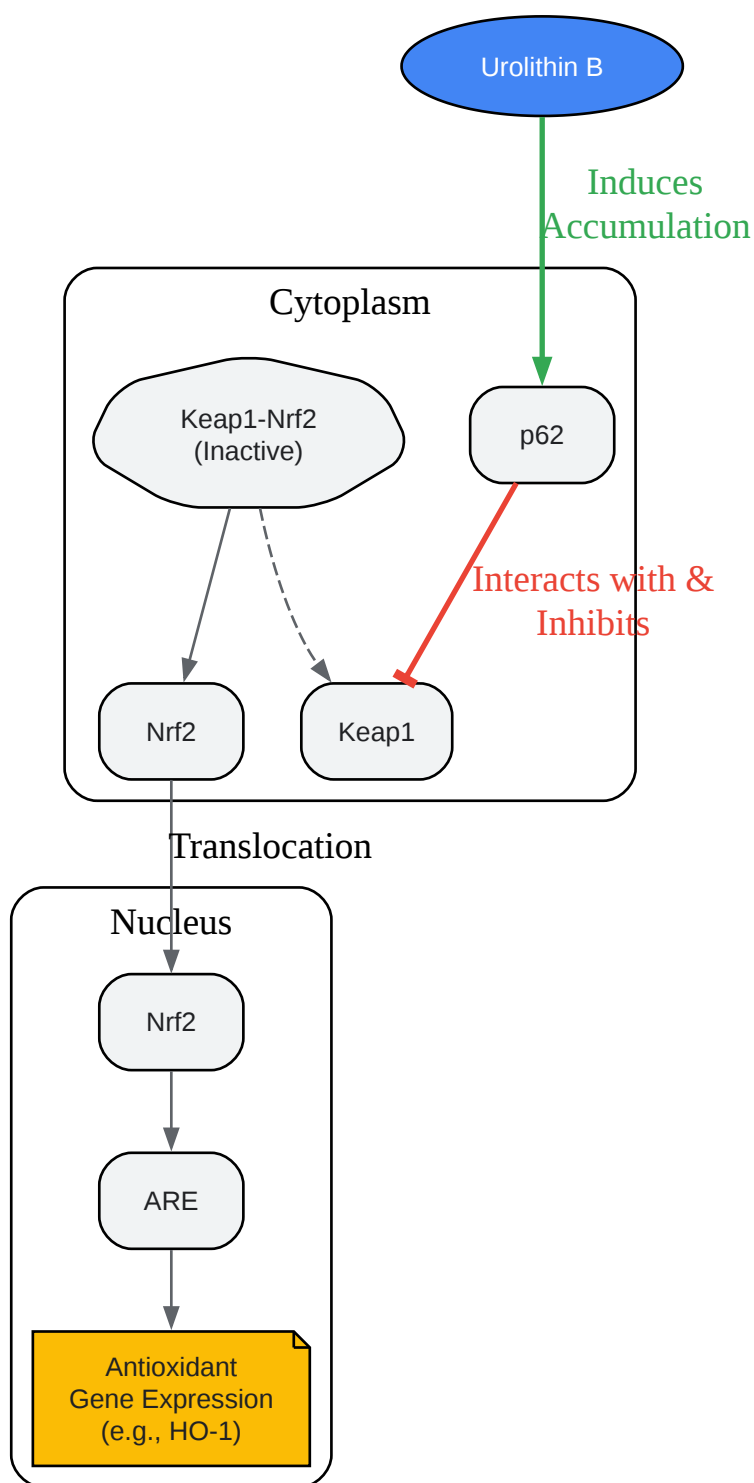 Urolithin B
Induces
Accumulation
Cytoplasm
Keap1-Nrf2
(Inactive)
p62
Interacts with &
Inhibits
Nrf2
Keap1
Translocation
Nucleus
Nrf2
ARE
Antioxidant
Gene Expression
(e.g., HO-1)